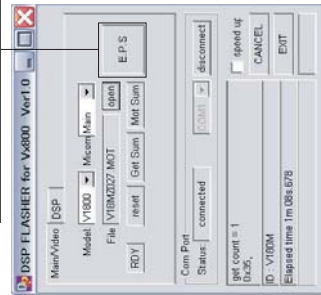 DSP FLASHER for Vx800 Ver1.0
Main/Video DSP
Model V1800 Micom Main
File V18MZ027.MOT open
E.P.S
RDY reset Get Sum Mot Sum
Com Port
Status: connected COM1 disconnect
get count = 1
0x35,
ID : V180M
Elapsed time 1m 08s.678
speed up
CANCEL
EXIT